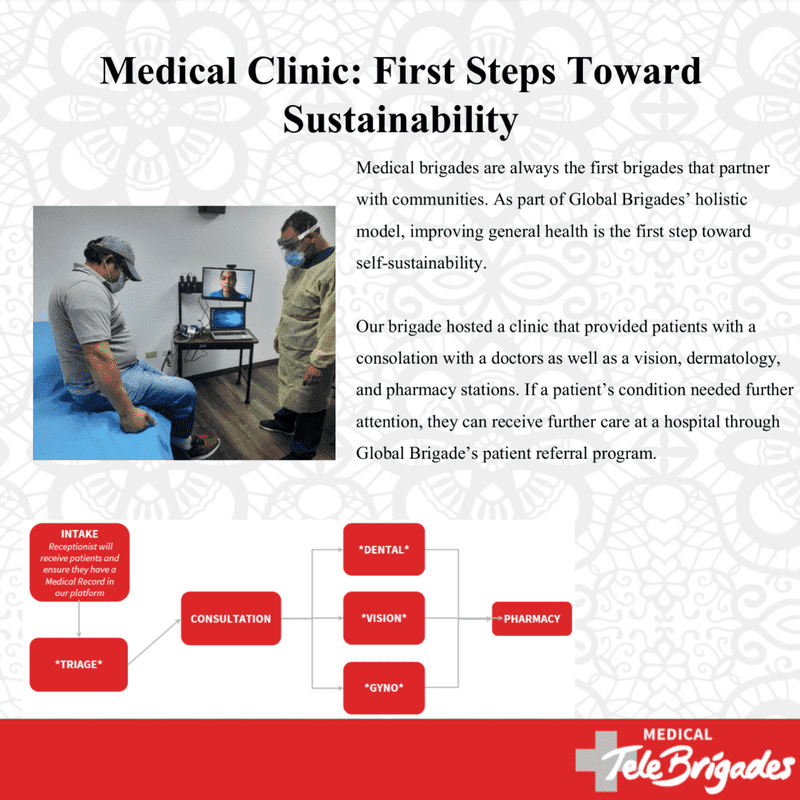 Medical Clinic: First Steps Toward
Sustainability
Medical brigades are always the first brigades that partner
with communities. As part of Global Brigades’ holistic
model, improving general health is the first step toward
self-sustainability.
Our brigade hosted a clinic that provided patients with a
consolation with a doctors as well as a vision, dermatology,
and pharmacy stations. If a patient’s condition needed further
attention, they can receive further care at a hospital through
Global Brigade’s patient referral program.
INTAKE
Receptionist will
receive patients and
ensure they have a
Medical Record in
our platform
*TRIAGE*
CONSULTATION
*DENTAL*
*VISION*
*GYNO*
PHARMACY
MEDICAL
TeleBrigades